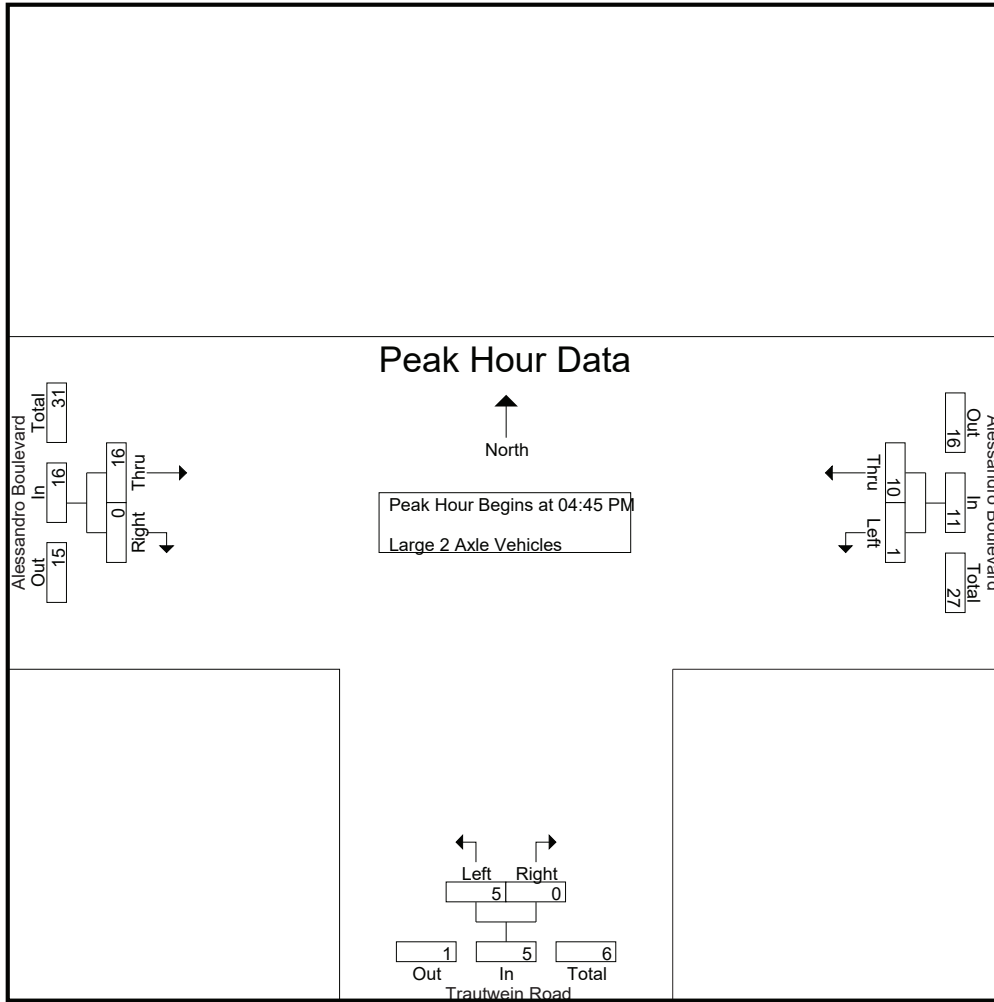 Peak Hour Data
North
Peak Hour Begins at 04:45 PM
Large 2 Axle Vehicles
Alessandro Boulevard
Out In Total
15 16 31
Right Thru
0 16
Alessandro Boulevard
Out In Total
16 11 27
Thru Left
10 1
Left Right
5 0
1 5 6
Out In Total
Trautwein Road